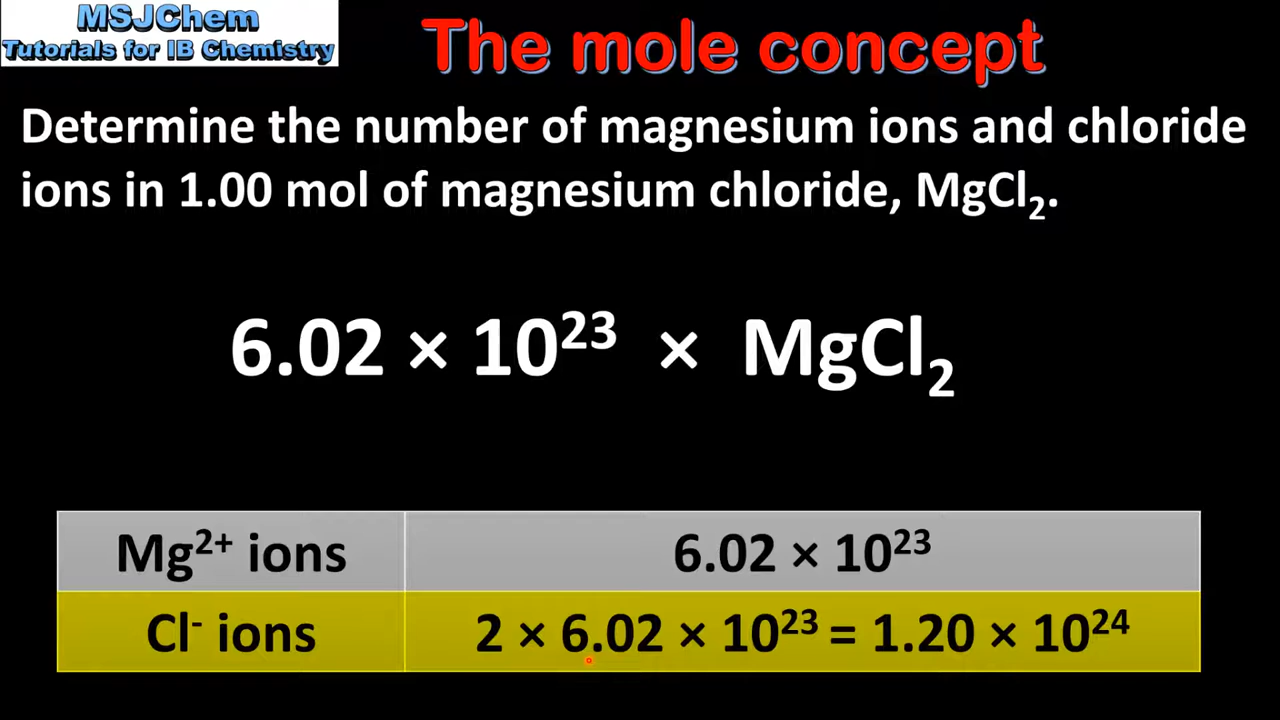 MSJChem
Tutorials for IB Chemistry
The mole concept
Determine the number of magnesium ions and chloride
ions in 1.00 mol of magnesium chloride, MgCl₂.
6.02 × 10²³ × MgCl₂
Mg²⁺ ions 6.02 × 10²³
Cl⁻ ions 2 × 6.02 × 10²³ = 1.20 × 10²⁴